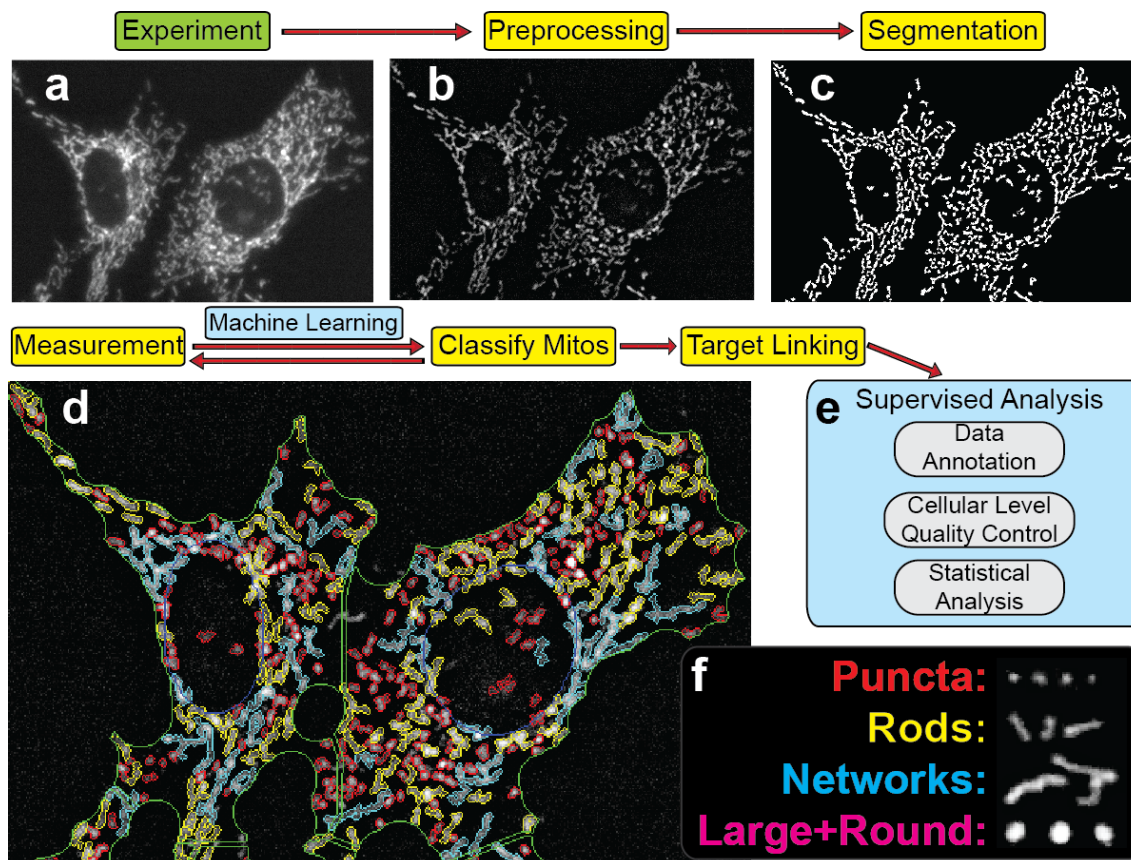 Experiment
Preprocessing
Segmentation
a
b
c
Machine Learning
Measurement
Classify Mitos
Target Linking
d
e
Supervised Analysis
Data
Annotation
Cellular Level
Quality Control
Statistical
Analysis
f
Puncta:
Rods:
Networks:
Large+Round: